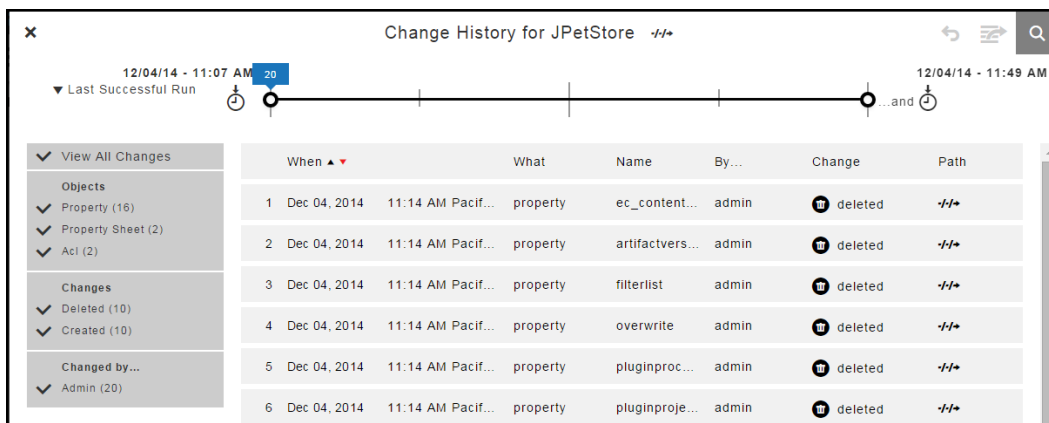 Change History for JPetStore
12/04/14 - 11:07 AM
20
12/04/14 - 11:49 AM
▼ Last Successful Run
...and
View All Changes
Objects
Property (16)
Property Sheet (2)
Acl (2)
Changes
Deleted (10)
Created (10)
Changed by...
Admin (20)
When What Name By... Change Path
1 Dec 04, 2014 11:14 AM Pacif... property ec_content... admin deleted
2 Dec 04, 2014 11:14 AM Pacif... property artifactvers... admin deleted
3 Dec 04, 2014 11:14 AM Pacif... property filterlist admin deleted
4 Dec 04, 2014 11:14 AM Pacif... property overwrite admin deleted
5 Dec 04, 2014 11:14 AM Pacif... property pluginproc... admin deleted
6 Dec 04, 2014 11:14 AM Pacif... property pluginproje... admin deleted